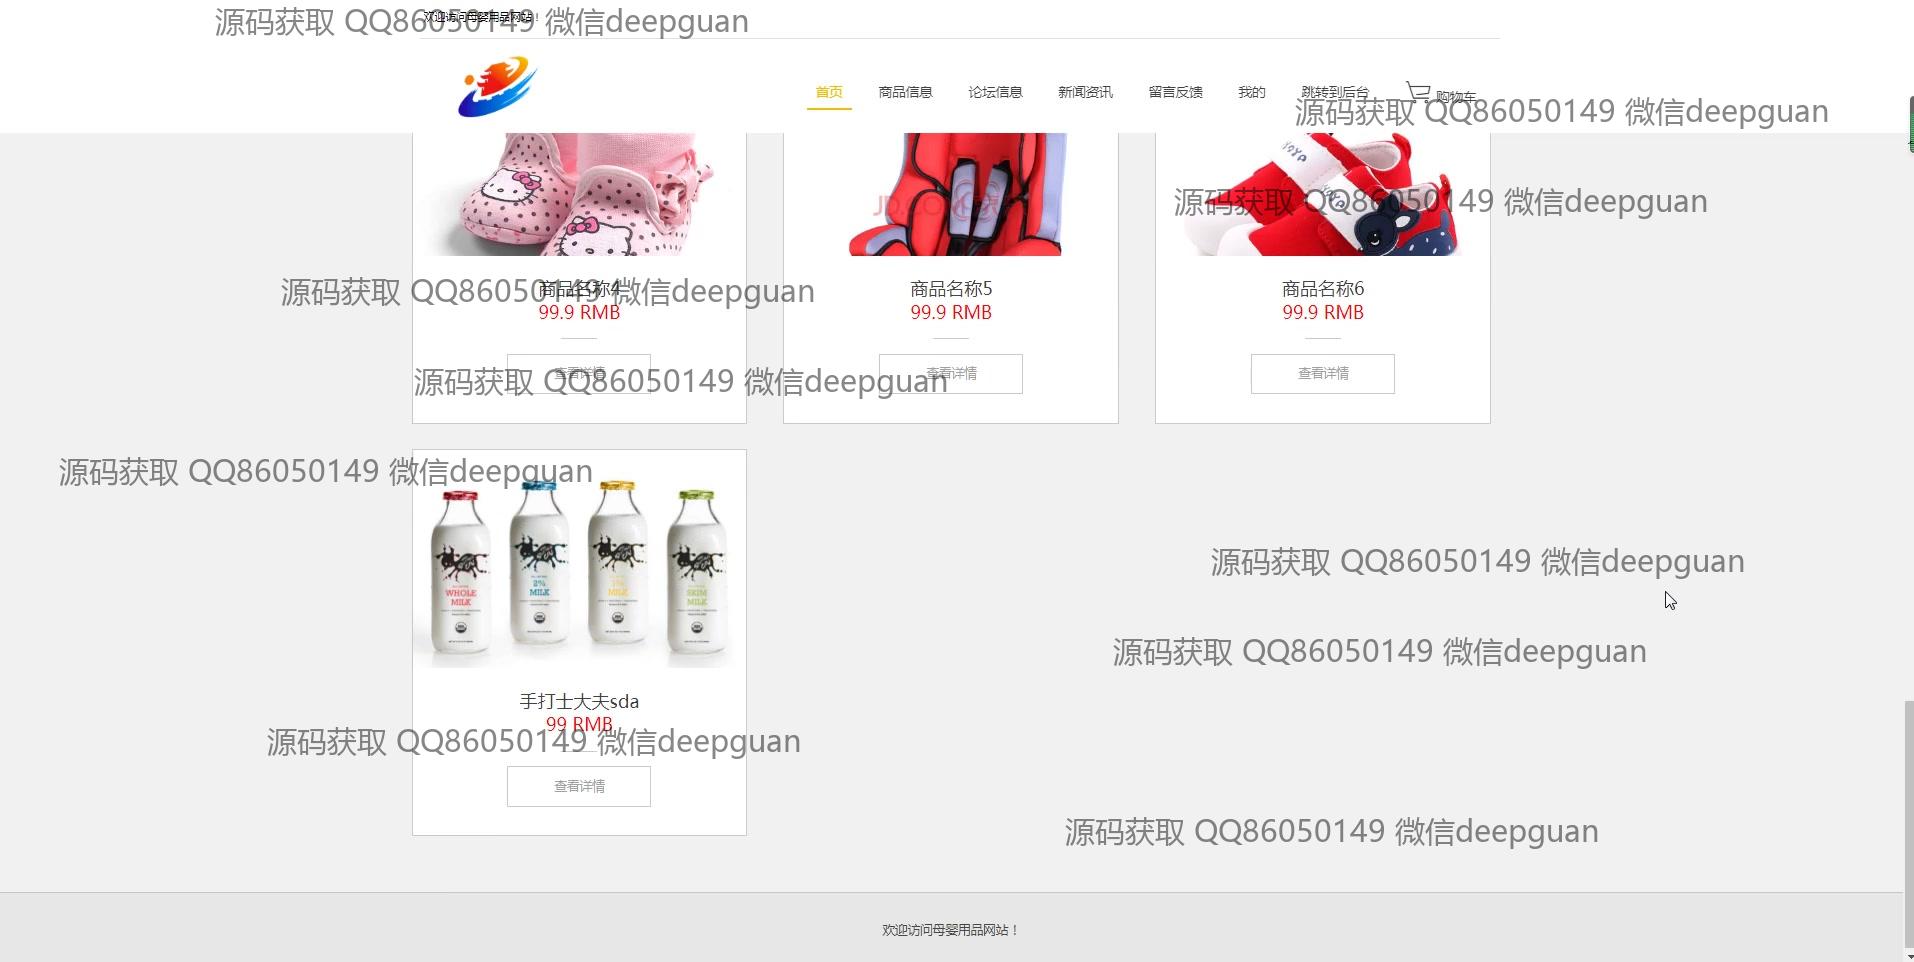 欢迎访问母婴用品网站！
源码获取 QQ86050149 微信deepguan
首页 商品信息 论坛信息 新闻资讯 留言反馈 我的 跳转到后台 购物车
源码获取 QQ86050149 微信deepguan
YOYO
JD.CO
源码获取 QQ86050149 微信deepguan
商品名称4 商品名称5 商品名称6
源码获取 QQ86050149 微信deepguan
99.9 RMB 99.9 RMB 99.9 RMB
查看详情 查看详情 查看详情
源码获取 QQ86050149 微信deepguan
源码获取 QQ86050149 微信deepguan
源码获取 QQ86050149 微信deepguan
WHOLE MILK
2% MILK
1% MILK
SKIM MILK
源码获取 QQ86050149 微信deepguan
手打士大夫sda
99 RMB
源码获取 QQ86050149 微信deepguan
查看详情
源码获取 QQ86050149 微信deepguan
欢迎访问母婴用品网站！